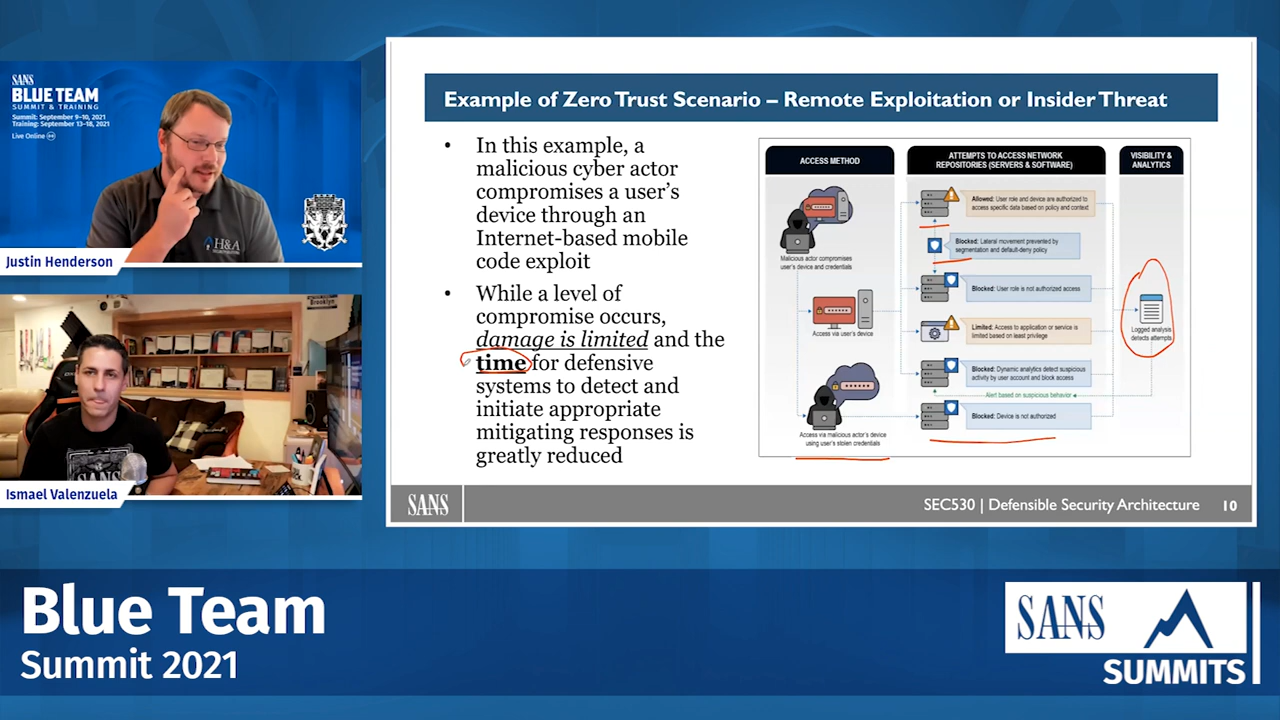 SANS
BLUE TEAM
SUMMIT & TRAINING
Summit: September 9–10, 2021
Training: September 13–18, 2021
Live Online
H&A
Justin Henderson
Brooklyn
SANS
Ismael Valenzuela
Example of Zero Trust Scenario – Remote Exploitation or Insider Threat
• In this example, a
malicious cyber actor
compromises a user's
device through an
Internet-based mobile
code exploit
• While a level of
compromise occurs,
damage is limited and the
time for defensive
systems to detect and
initiate appropriate
mitigating responses is
greatly reduced
ACCESS METHOD
Malicious actor compromises
user's device and credentials
Access via user's device
Access via malicious actor's device
using user's stolen credentials
ATTEMPTS TO ACCESS NETWORK
REPOSITORIES (SERVERS & SOFTWARE)
Allowed: User role and device are authorized to
access specific data based on policy and context
Blocked: Lateral movement prevented by
segmentation and default-deny policy
Blocked: User role is not authorized access
Limited: Access to application or service is
limited based on least privilege
Blocked: Dynamic analytics detect suspicious
activity by user account and block access
Alert based on suspicious behavior
Blocked: Device is not authorized
VISIBILITY &
ANALYTICS
Logged analysis
detects attempts
SANS
SEC530 | Defensible Security Architecture 10
Blue Team
Summit 2021
SANS
SUMMITS